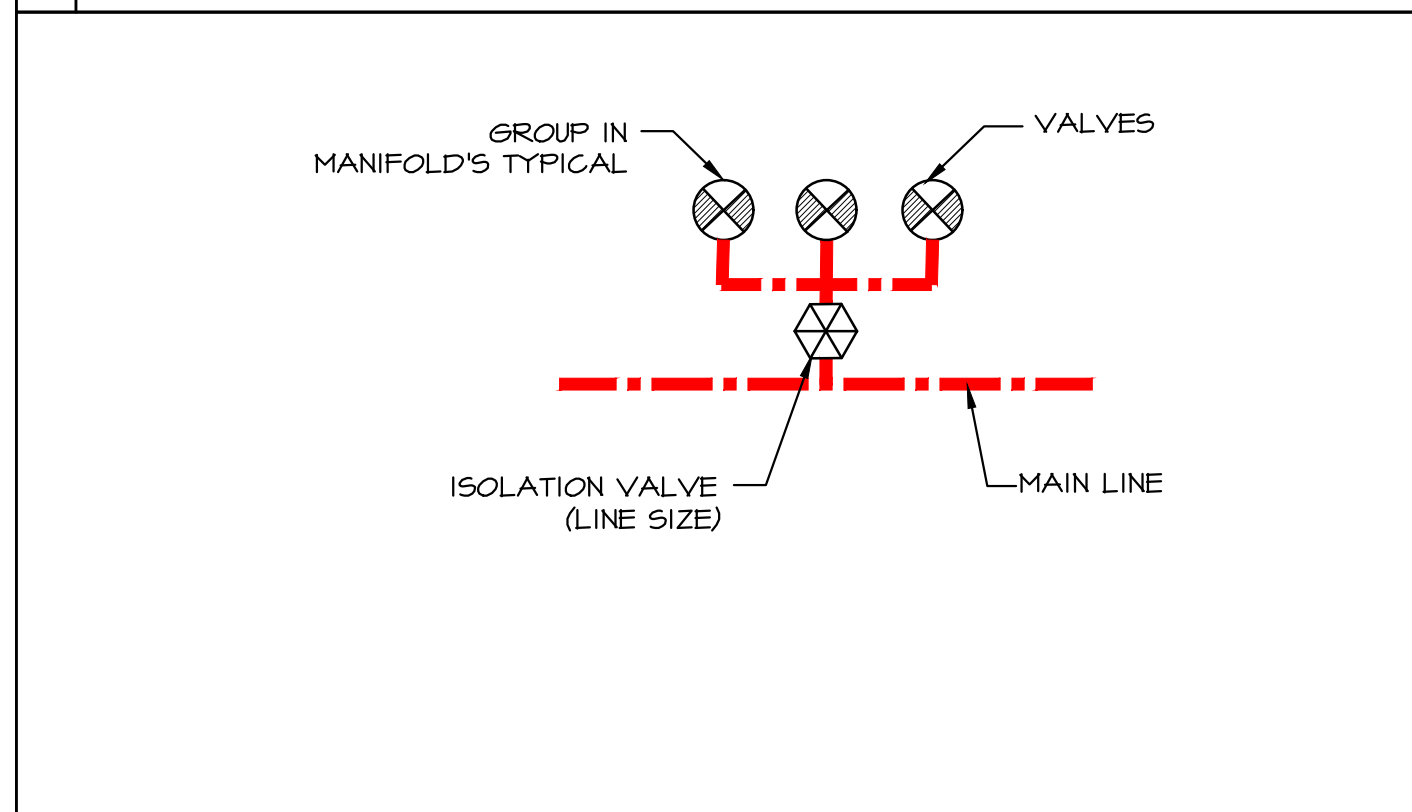 GROUP IN
MANIFOLD'S TYPICAL
VALVES
ISOLATION VALVE
(LINE SIZE)
MAIN LINE